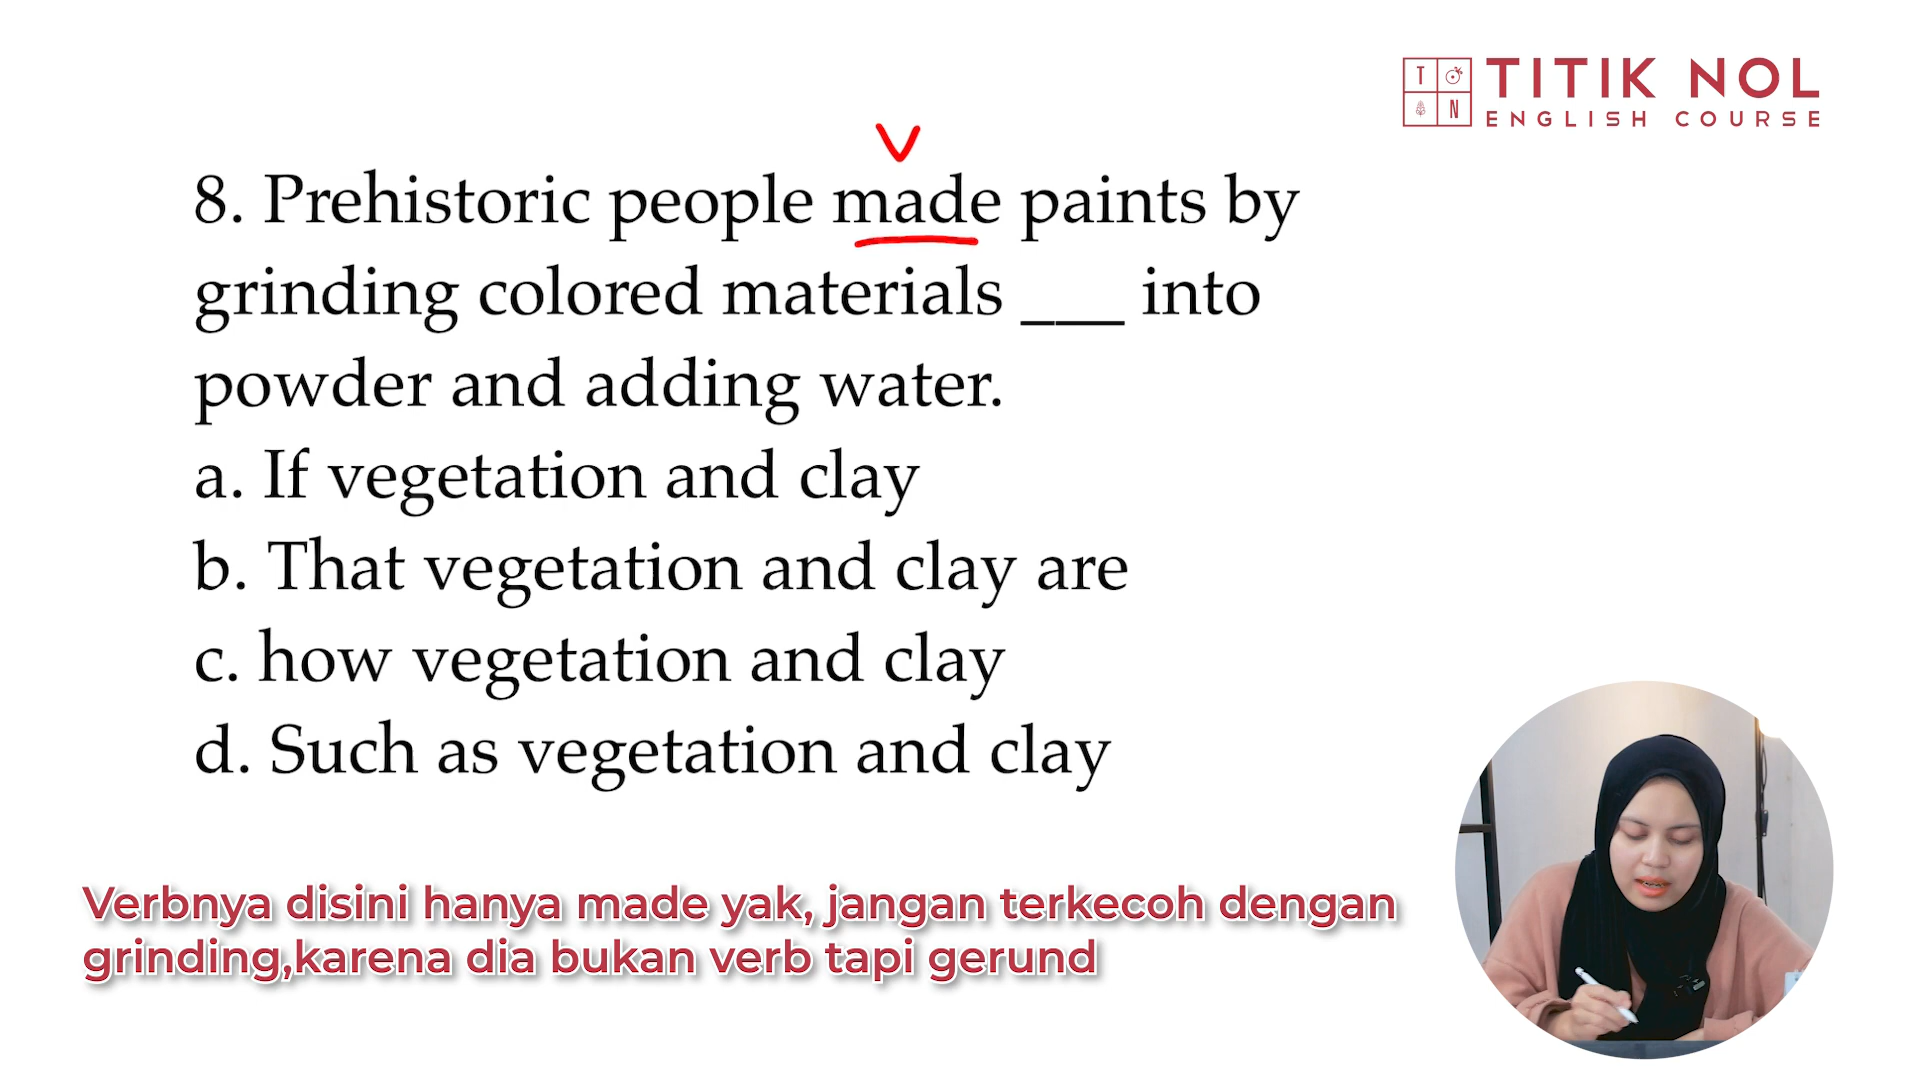 T
N
TITIK NOL
ENGLISH COURSE
V
8. Prehistoric people made paints by
grinding colored materials ___ into
powder and adding water.
a. If vegetation and clay
b. That vegetation and clay are
c. how vegetation and clay
d. Such as vegetation and clay
Verbnya disini hanya made yak, jangan terkecoh dengan
grinding,karena dia bukan verb tapi gerund